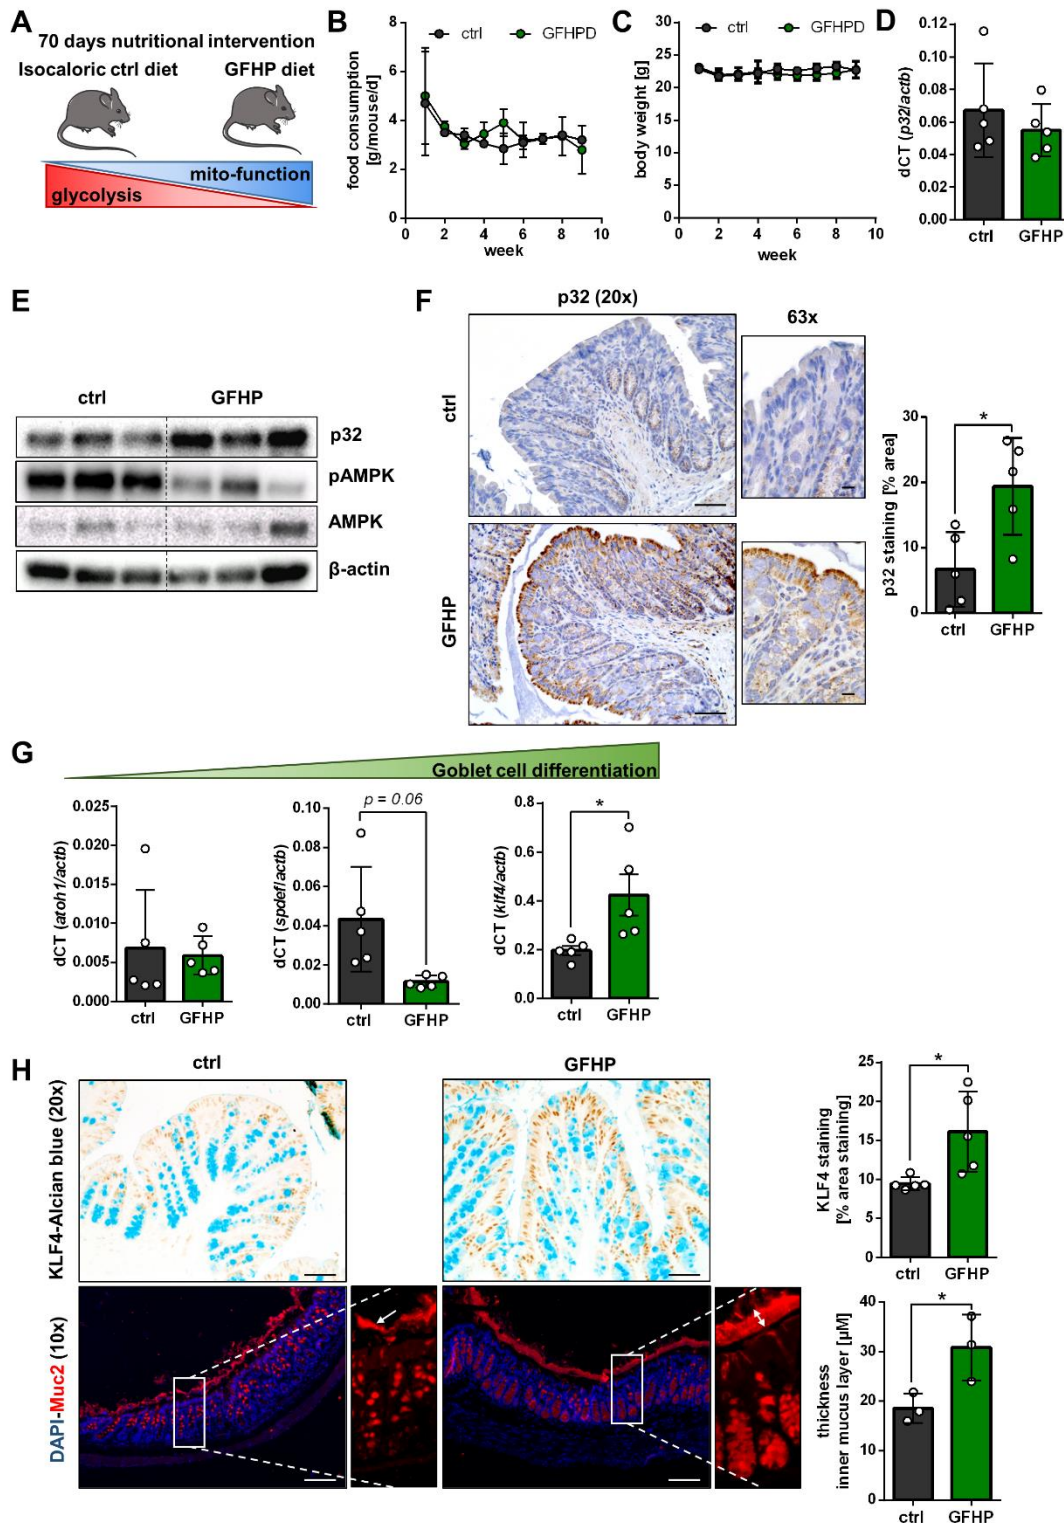 A
70 days nutritional intervention
Isocaloric ctrl diet
GFHP diet
mito-function
glycolysis
B
ctrl
GFHPD
food consumption
[g/mouse/d]
8
6
4
2
0
0 2 4 6 8 10
week
C
ctrl
GFHPD
body weight [g]
30
25
20
15
10
5
0
0 2 4 6 8 10
week
D
dCT (p32/actb)
0.12
0.10
0.08
0.06
0.04
0.02
0.00
ctrl GFHP
E
ctrl GFHP
p32
pAMPK
AMPK
β-actin
F
p32 (20x)
63x
ctrl
GFHP
p32 staining [% area]
30
20
10
0
*
ctrl GFHP
G
Goblet cell differentiation
dCT (atoh1/actb)
0.025
0.020
0.015
0.010
0.005
0.000
ctrl GFHP
dCT (spdef/actb)
0.10
0.08
0.06
0.04
0.02
0.00
p = 0.06
ctrl GFHP
dCT (klf4/actb)
0.8
0.6
0.4
0.2
0.0
*
ctrl GFHP
H
ctrl
GFHP
KLF4-Alcian blue (20x)
DAPI-Muc2 (10x)
KLF4 staining
[% area staining]
25
20
15
10
5
0
*
ctrl GFHP
thickness
inner mucus layer [µM]
40
30
20
10
0
*
ctrl GFHP